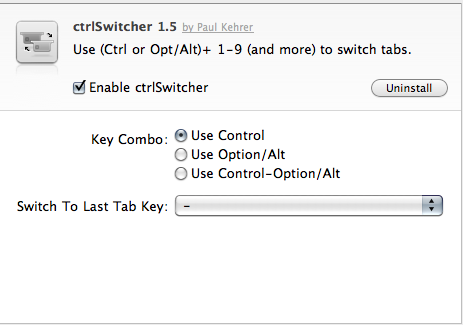 ctrlSwitcher 1.5 by Paul Kehrer
Use (Ctrl or Opt/Alt)+ 1-9 (and more) to switch tabs.
Enable ctrlSwitcher
Uninstall
Key Combo:
Use Control
Use Option/Alt
Use Control-Option/Alt
Switch To Last Tab Key:
-